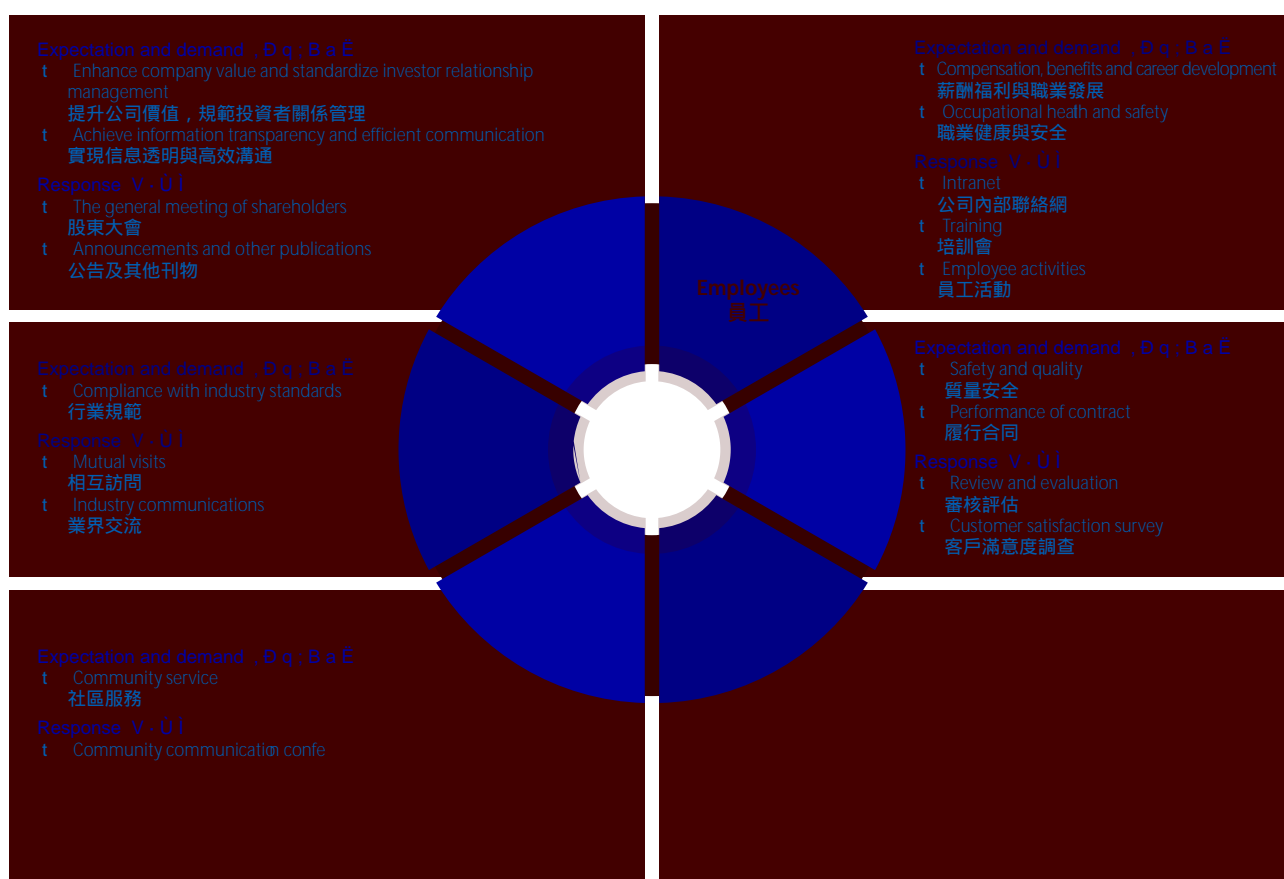 Expectation and demand
t Enhance company value and standardize investor relationship
management
提升公司價值，規範投資者關係管理
t Achieve information transparency and efficient communication
實現信息透明與高效溝通
Response
t The general meeting of shareholders
股東大會
t Announcements and other publications
公告及其他刊物
Expectation and demand
t Compensation, benefits and career development
薪酬福利與職業發展
t Occupational health and safety
職業健康與安全
Response
t Intranet
公司內部聯絡網
t Training
培訓會
t Employee activities
員工活動
Employees
員工
Expectation and demand
t Compliance with industry standards
行業規範
Response
t Mutual visits
相互訪問
t Industry communications
業界交流
Expectation and demand
t Safety and quality
質量安全
t Performance of contract
履行合同
Response
t Review and evaluation
審核評估
t Customer satisfaction survey
客戶滿意度調查
Expectation and demand
t Community service
社區服務
Response
t Community communication confe